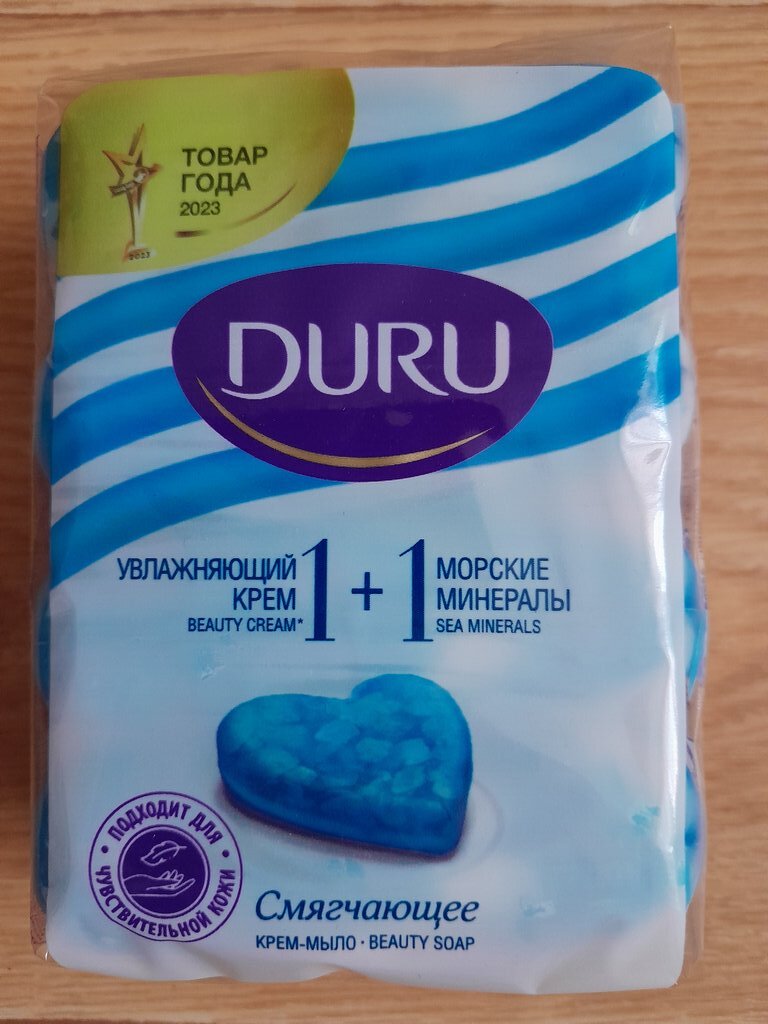 ТОВАР
ГОДА
2023
2023
DURU
УВЛАЖНЯЮЩИЙ
КРЕМ
BEAUTY CREAM*
1 + 1
МОРСКИЕ
МИНЕРАЛЫ
SEA MINERALS
• ПОДХОДИТ ДЛЯ •
ЧУВСТВИТЕЛЬНОЙ КОЖИ
Смягчающее
КРЕМ-МЫЛО · BEAUTY SOAP